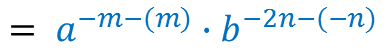 = a^{-m-(m)} · b^{-2n-(-n)}